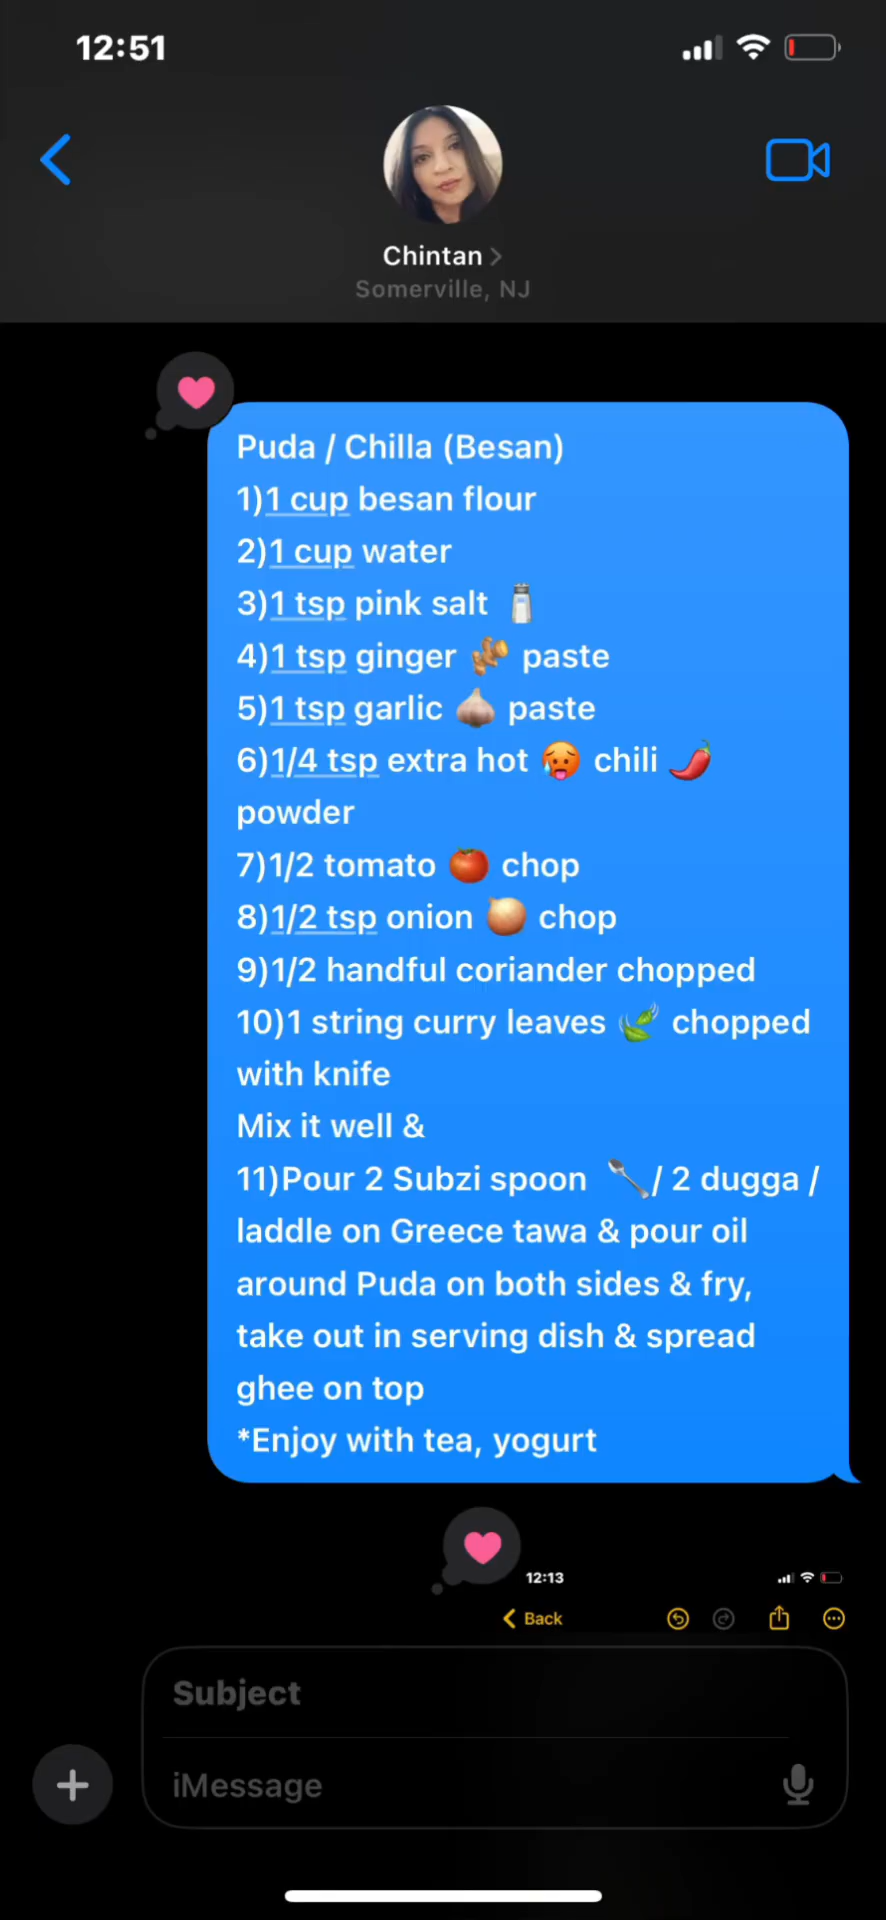 12:51
Chintan
Somerville, NJ
Puda / Chilla (Besan)
1)1 cup besan flour
2)1 cup water
3)1 tsp pink salt 🧂
4)1 tsp ginger 🫚 paste
5)1 tsp garlic 🧄 paste
6)1/4 tsp extra hot 🥵 chili 🌶️
powder
7)1/2 tomato 🍅 chop
8)1/2 tsp onion 🧅 chop
9)1/2 handful coriander chopped
10)1 string curry leaves 🍃 chopped
with knife
Mix it well &
11)Pour 2 Subzi spoon 🥄/ 2 dugga /
laddle on Greece tawa & pour oil
around Puda on both sides & fry,
take out in serving dish & spread
ghee on top
*Enjoy with tea, yogurt
12:13
Back
Subject
iMessage